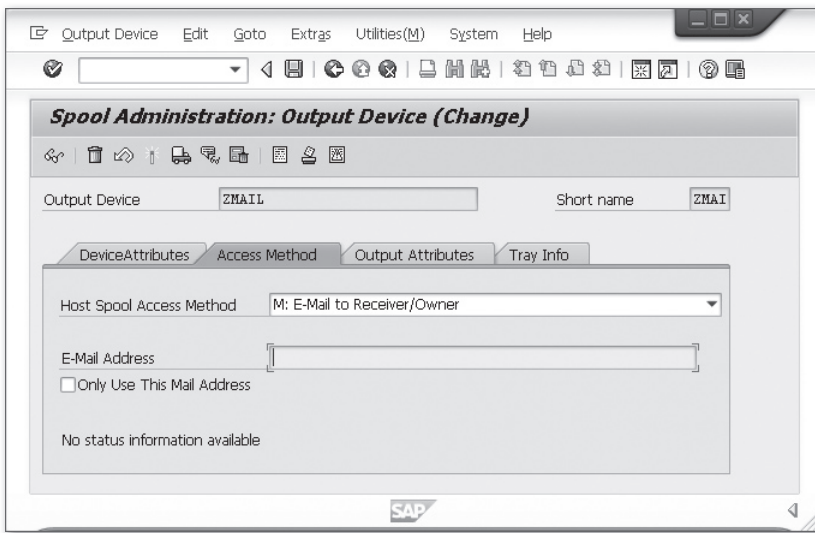 Output Device Edit Goto Extras Utilities(M) System Help
Spool Administration: Output Device (Change)
Output Device ZMAIL Short name ZMAI
DeviceAttributes Access Method Output Attributes Tray Info
Host Spool Access Method M: E-Mail to Receiver/Owner
E-Mail Address
Only Use This Mail Address
No status information available
SAP